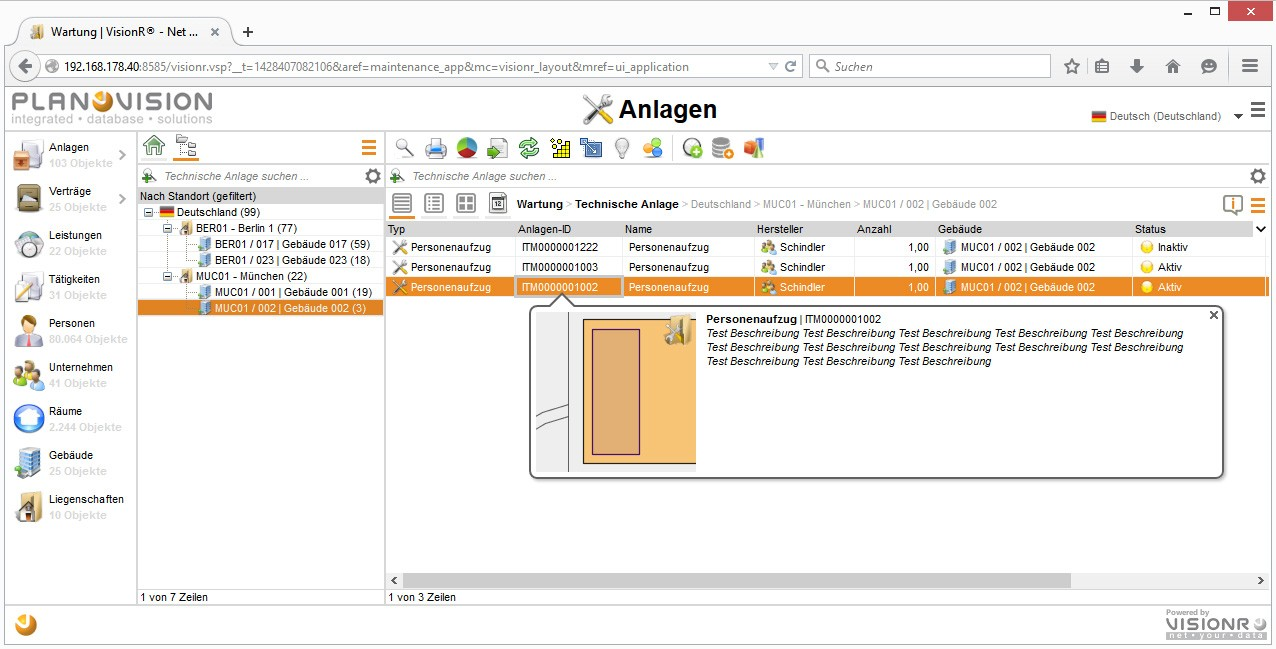 Wartung | VisionR® - Net ...
192.168.178.40:8585/visionr.vsp?__t=1428407082106&aref=maintenance_app&mc=visionr_layout&mref=ui_application
Suchen
PLANOVISION
integrated • database • solutions
Anlagen
Deutsch (Deutschland)
Anlagen
103 Objekte
Verträge
25 Objekte
Leistungen
22 Objekte
Tätigkeiten
31 Objekte
Personen
80.064 Objekte
Unternehmen
41 Objekte
Räume
2.244 Objekte
Gebäude
25 Objekte
Liegenschaften
10 Objekte
Technische Anlage suchen ...
Nach Standort (gefiltert)
Deutschland (99)
BER01 - Berlin 1 (77)
BER01 / 017 | Gebäude 017 (59)
BER01 / 023 | Gebäude 023 (18)
MUC01 - München (22)
MUC01 / 001 | Gebäude 001 (19)
MUC01 / 002 | Gebäude 002 (3)
1 von 7 Zeilen
Technische Anlage suchen ...
12
Wartung > Technische Anlage > Deutschland > MUC01 - München > MUC01 / 002 | Gebäude 002
Typ Anlagen-ID Name Hersteller Anzahl Gebäude Status
Personenaufzug ITM0000001222 Personenaufzug Schindler 1,00 MUC01 / 002 | Gebäude 002 Inaktiv
Personenaufzug ITM0000001003 Personenaufzug Schindler 1,00 MUC01 / 002 | Gebäude 002 Aktiv
Personenaufzug ITM0000001002 Personenaufzug Schindler 1,00 MUC01 / 002 | Gebäude 002 Aktiv
Personenaufzug | ITM0000001002
Test Beschreibung Test Beschreibung Test Beschreibung Test Beschreibung Test Beschreibung
Test Beschreibung Test Beschreibung Test Beschreibung Test Beschreibung Test Beschreibung
Test Beschreibung Test Beschreibung Test Beschreibung
1 von 3 Zeilen
Powered by
VISIONR
net • your • data